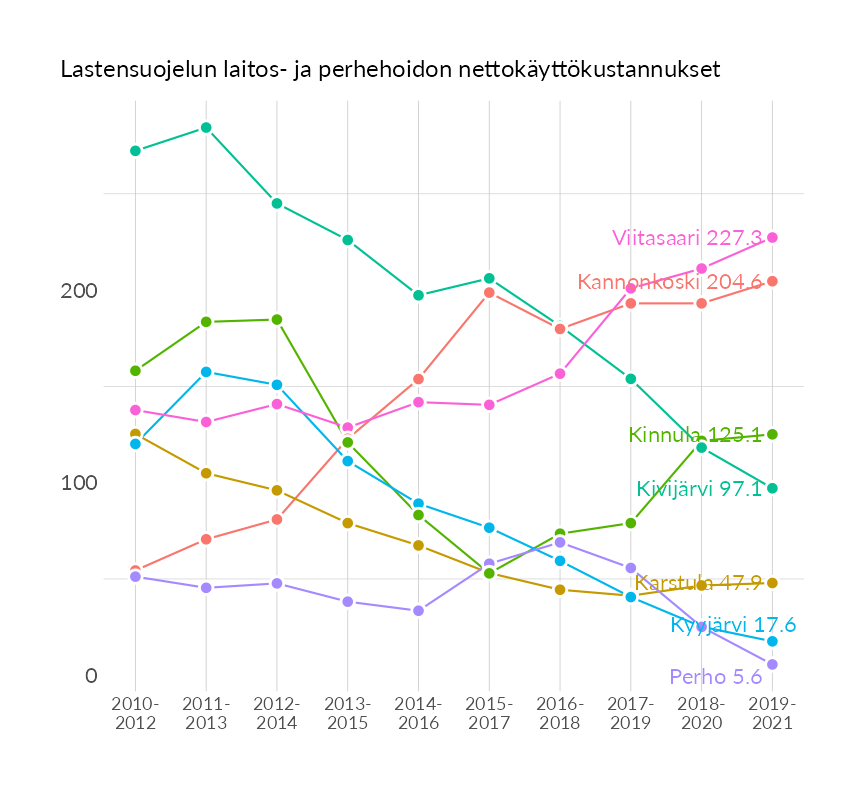 Lastensuojelun laitos- ja perhehoidon nettokäyttökustannukset
Viitasaari 227.3
Kannonkoski 204.6
200
Kinnula 125.1
100
Kivijärvi 97.1
Karstula 47.9
Kyyjärvi 17.6
0
Perho 5.6
2010- 2011- 2012- 2013- 2014- 2015- 2016- 2017- 2018- 2019-
2012 2013 2014 2015 2016 2017 2018 2019 2020 2021